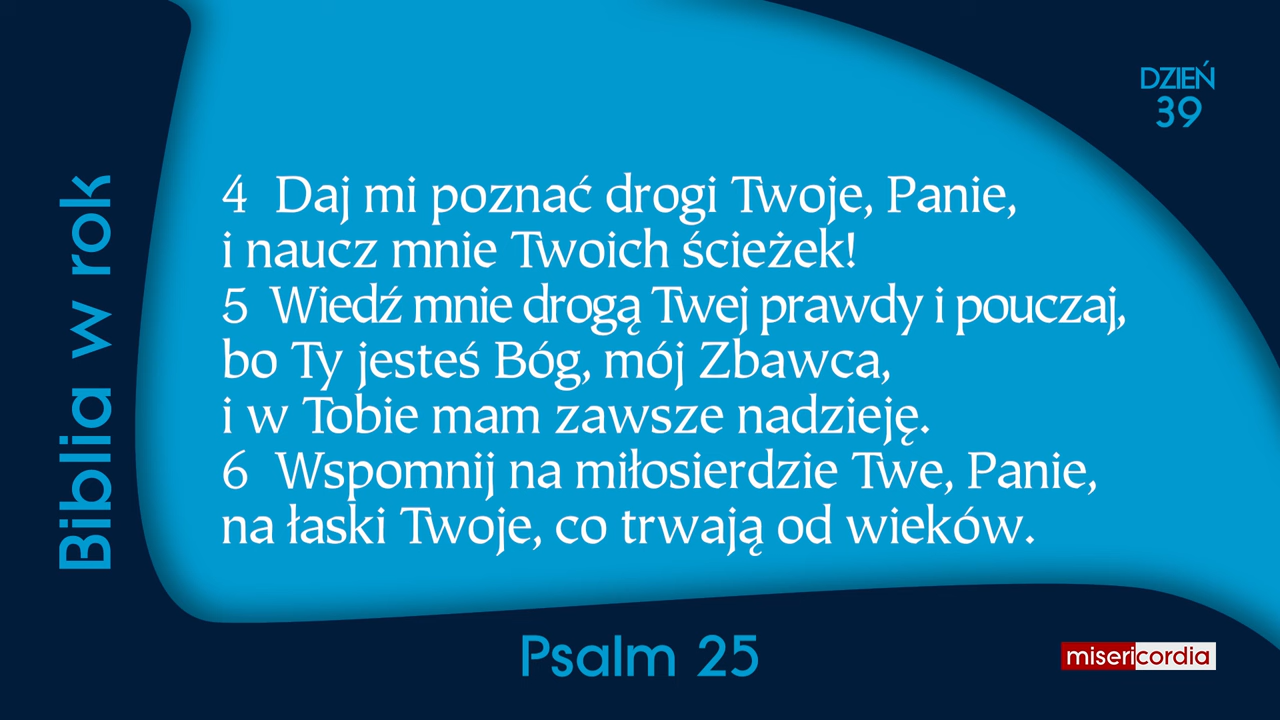 DZIEŃ
39
Biblia w rok
4 Daj mi poznać drogi Twoje, Panie,
i naucz mnie Twoich ścieżek!
5 Wiedź mnie drogą Twej prawdy i pouczaj,
bo Ty jesteś Bóg, mój Zbawca,
i w Tobie mam zawsze nadzieję.
6 Wspomnij na miłosierdzie Twe, Panie,
na łaski Twoje, co trwają od wieków.
Psalm 25
misericordia